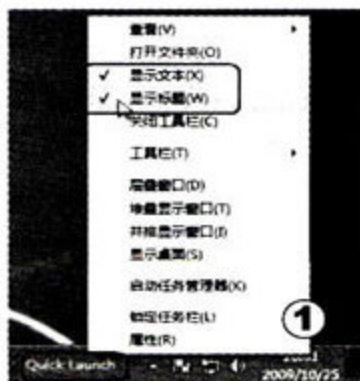 查看(V)
打开文件夹(O)
显示文本(X)
显示标题(W)
关闭工具栏(C)
工具栏(T)
层叠窗口(D)
堆叠显示窗口(T)
并排显示窗口(I)
显示桌面(S)
启动任务管理器(K)
锁定任务栏(L)
属性(R)
1
Quick Launch
2009/10/25